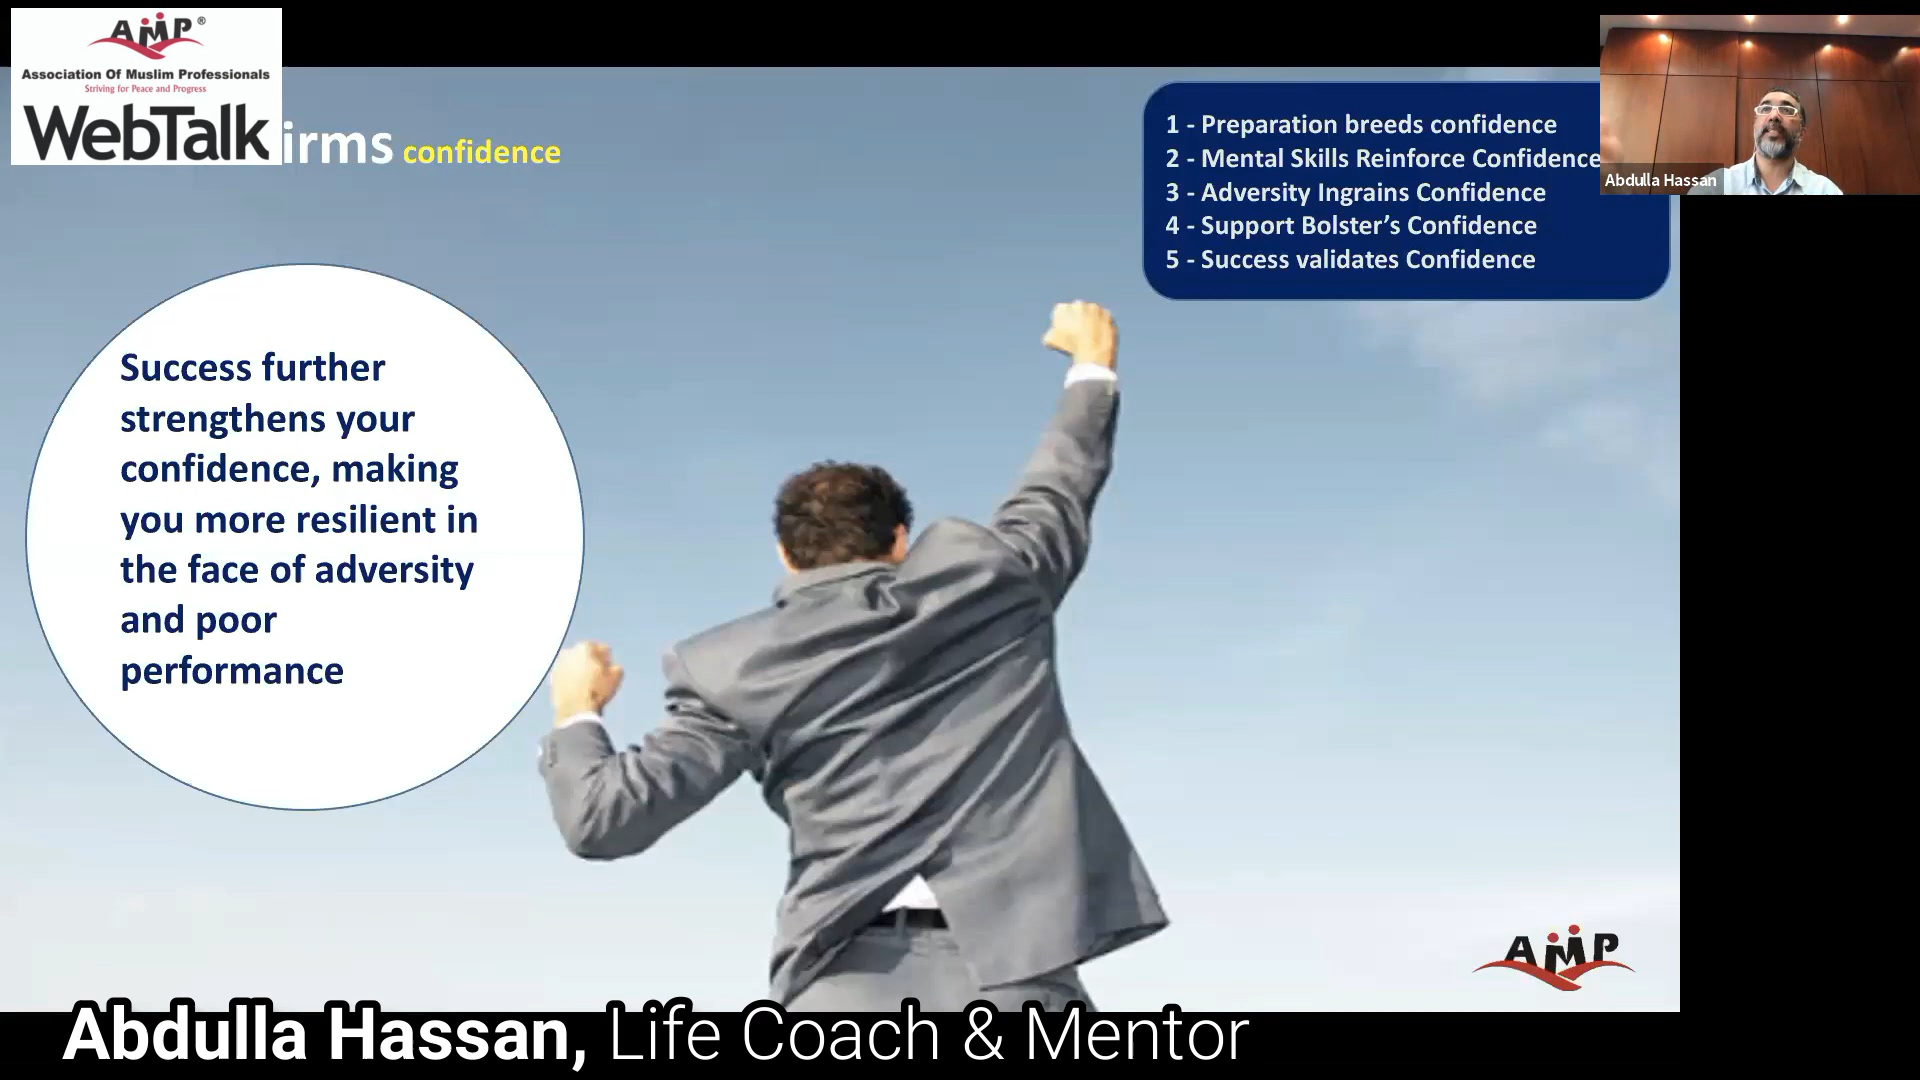 AMP®
Association Of Muslim Professionals
Striving for Peace and Progress
WebTalk
irms confidence
1 - Preparation breeds confidence
2 - Mental Skills Reinforce Confidence
3 - Adversity Ingrains Confidence
4 - Support Bolster’s Confidence
5 - Success validates Confidence
Abdulla Hassan
Success further
strengthens your
confidence, making
you more resilient in
the face of adversity
and poor
performance
AMP
Abdulla Hassan, Life Coach & Mentor